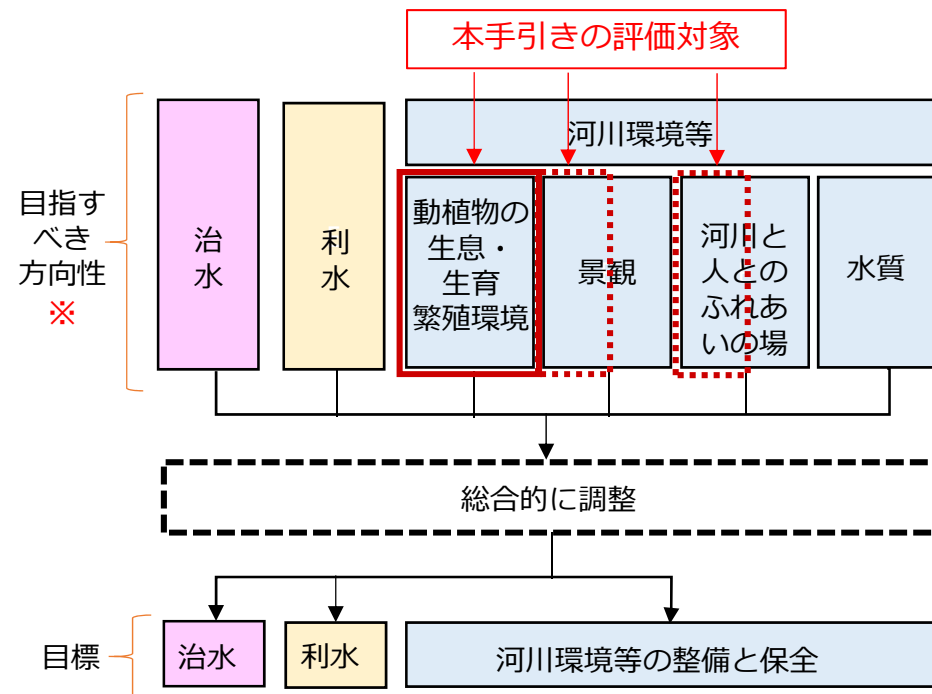 本手引きの評価対象
河川環境等
目指す
べき
方向性
※
治
水
利
水
動植物の
生息・
生育
繁殖環境
景観
河川と
人との
ふれあ
いの場
水質
総合的に調整
目標
治水
利水
河川環境等の整備と保全